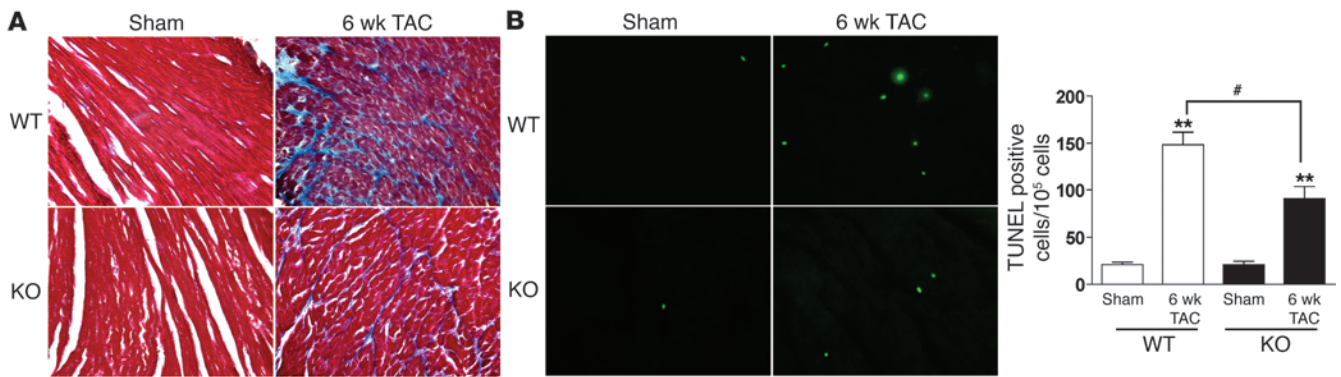 A
Sham
6 wk TAC
WT
KO
B
Sham
6 wk TAC
WT
KO
TUNEL positive
cells/10⁵ cells
200
150
100
50
0
**
#
**
Sham
6 wk
TAC
Sham
6 wk
TAC
WT
KO